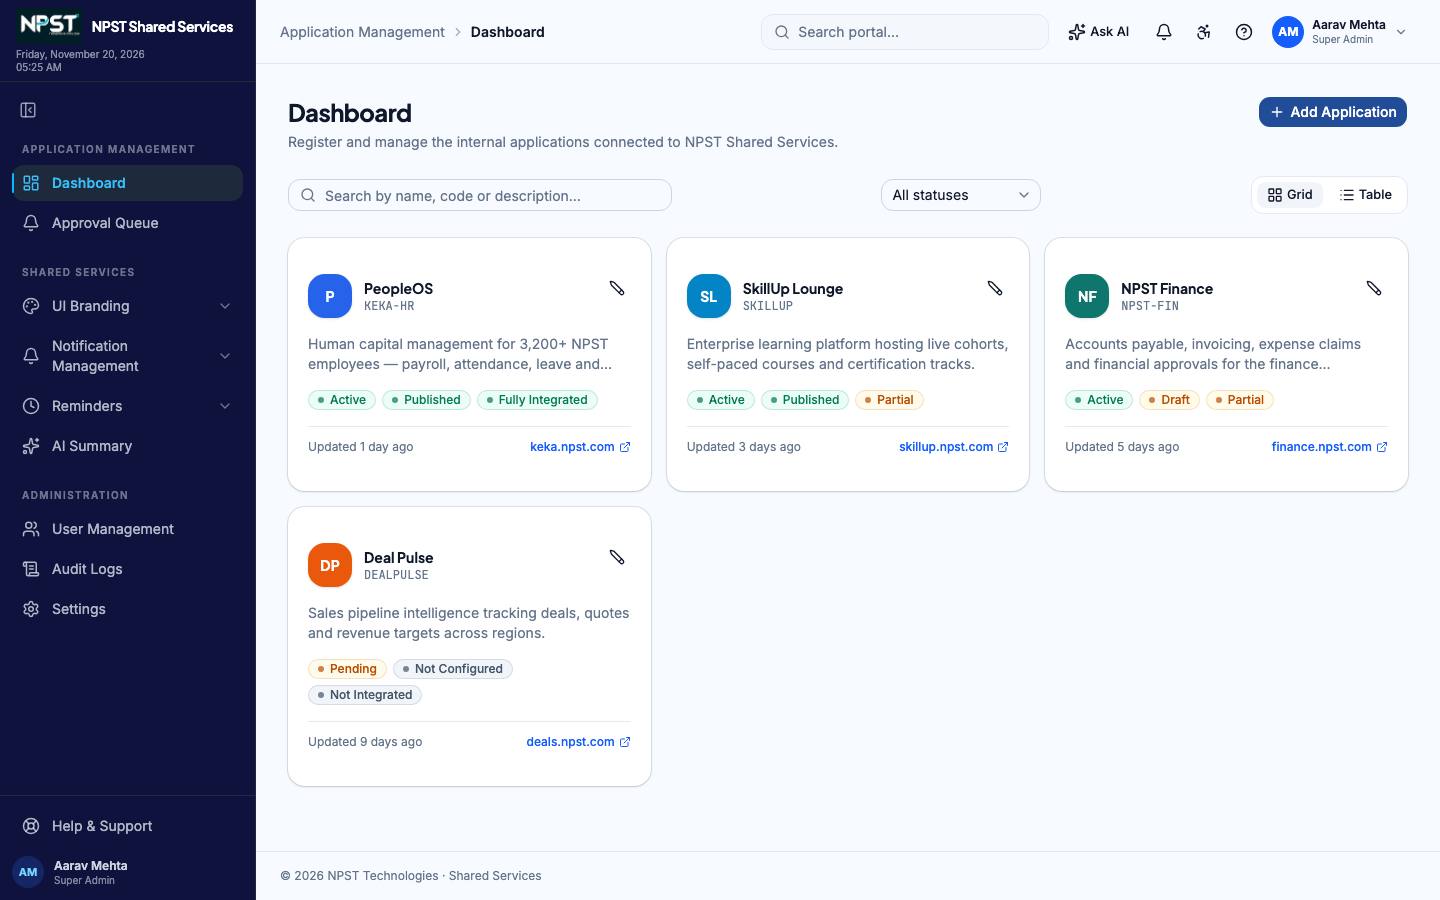 NPST NPST Shared Services
Friday, November 20, 2026
05:25 AM
APPLICATION MANAGEMENT
Dashboard
Approval Queue
SHARED SERVICES
UI Branding
Notification
Management
Reminders
AI Summary
ADMINISTRATION
User Management
Audit Logs
Settings
Help & Support
AM Aarav Mehta
Super Admin
Application Management > Dashboard
Search portal...
Ask AI
AM Aarav Mehta
Super Admin
Dashboard
Register and manage the internal applications connected to NPST Shared Services.
+ Add Application
Search by name, code or description...
All statuses
Grid
Table
P PeopleOS
KEKA-HR
Human capital management for 3,200+ NPST
employees — payroll, attendance, leave and...
Active Published Fully Integrated
Updated 1 day ago keka.npst.com
SL SkillUp Lounge
SKILLUP
Enterprise learning platform hosting live cohorts,
self-paced courses and certification tracks.
Active Published Partial
Updated 3 days ago skillup.npst.com
NF NPST Finance
NPST-FIN
Accounts payable, invoicing, expense claims
and financial approvals for the finance...
Active Draft Partial
Updated 5 days ago finance.npst.com
DP Deal Pulse
DEALPULSE
Sales pipeline intelligence tracking deals, quotes
and revenue targets across regions.
Pending Not Configured
Not Integrated
Updated 9 days ago deals.npst.com
© 2026 NPST Technologies · Shared Services